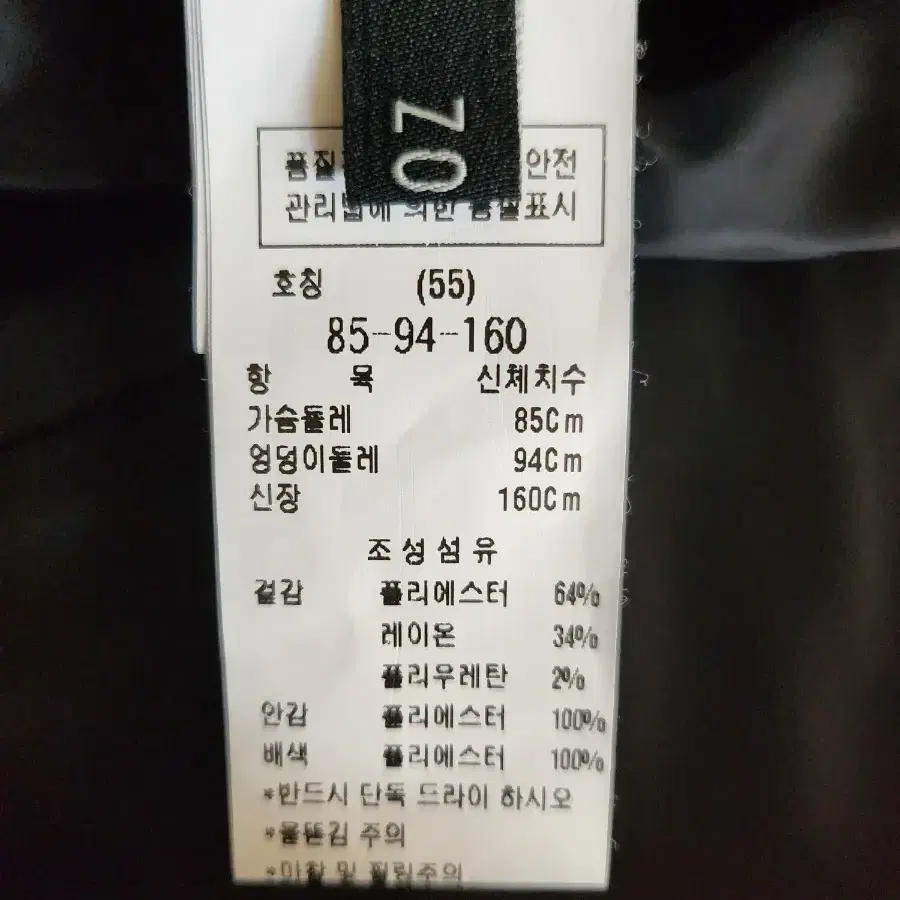 ZO
품질 안전
관리법에 의한 품질표시
호칭 (55)
85-94-160
항 목 신체치수
가슴둘레 85Cm
엉덩이둘레 94Cm
신장 160Cm
조성섬유
겉감 폴리에스터 64%
레이온 34%
폴리우레탄 2%
안감 폴리에스터 100%
배색 폴리에스터 100%
*반드시 단독 드라이 하시오
*올뜯김 주의
*마찰 및 필링주의